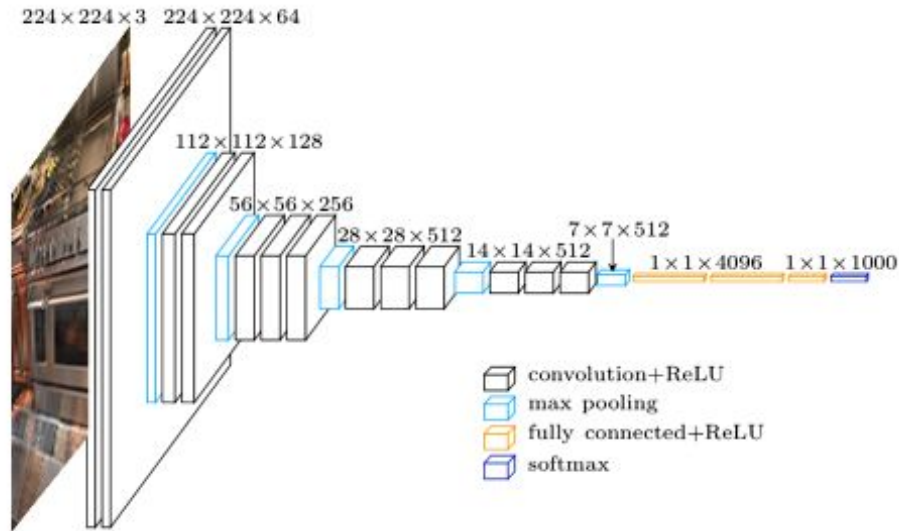 224×224×3
224×224×64
112×112×128
56×56×256
28×28×512
14×14×512
7×7×512
1×1×4096
1×1×1000
convolution+ReLU
max pooling
fully connected+ReLU
softmax